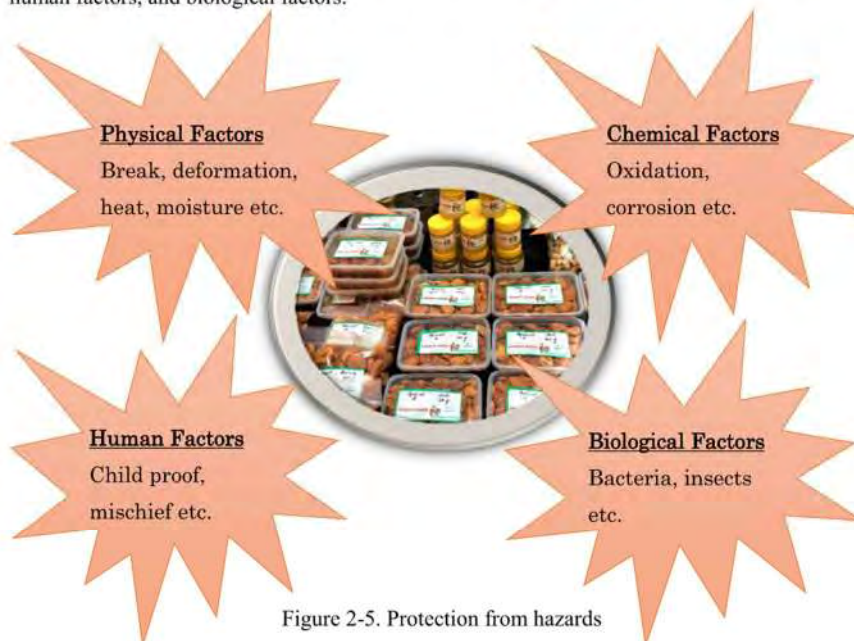 human factors, and biological factors.
Physical Factors
Break, deformation,
heat, moisture etc.
Chemical Factors
Oxidation,
corrosion etc.
Human Factors
Child proof,
mischief etc.
Biological Factors
Bacteria, insects
etc.
Figure 2-5. Protection from hazards